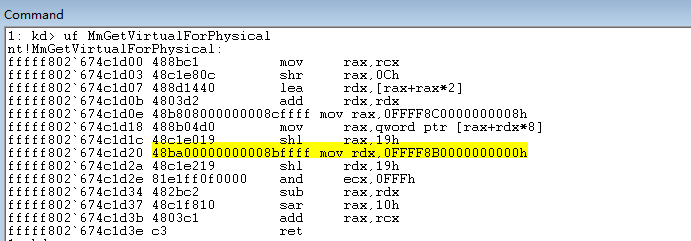 Command
1: kd> uf MmGetVirtualForPhysical
nt!MmGetVirtualForPhysical:
fffff802`674c1d00 488bc1 mov rax,rcx
fffff802`674c1d03 48c1e80c shr rax,0Ch
fffff802`674c1d07 488d1440 lea rdx,[rax+rax*2]
fffff802`674c1d0b 4803d2 add rdx,rdx
fffff802`674c1d0e 48b808000000008cffff mov rax,0FFFF8C0000000008h
fffff802`674c1d18 488b04d0 mov rax,qword ptr [rax+rdx*8]
fffff802`674c1d1c 48c1e019 shl rax,19h
fffff802`674c1d20 48ba00000000008bffff mov rdx,0FFFF8B0000000000h
fffff802`674c1d2a 48c1e219 shl rdx,19h
fffff802`674c1d2e 81e1ff0f0000 and ecx,0FFFh
fffff802`674c1d34 482bc2 sub rax,rdx
fffff802`674c1d37 48c1f810 sar rax,10h
fffff802`674c1d3b 4803c1 add rax,rcx
fffff802`674c1d3e c3 ret